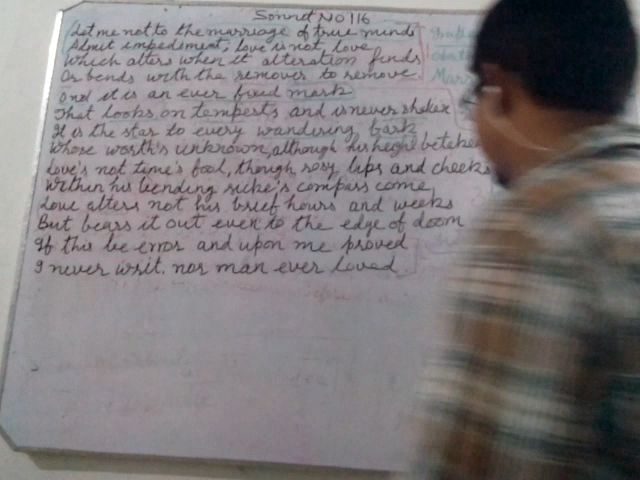 Sonnet No 116
Let me not to the marriage of true minds
Admit impediment, love is not love
Which alters when it alteration finds
Or bends with the remover to remove
O no! it is an ever fixed mark
That looks on tempests and is never shaken
It is the star to every wandering bark
Whose worth's unknown, although his heght be taken
Love's not time's fool, though rosy lips and cheeks
Within his bending sicke's compass come,
Love alters not his brief hours and weeks
But bears it out even to the edge of doom
If this be error and upon me proved
I never writ. nor man ever loved